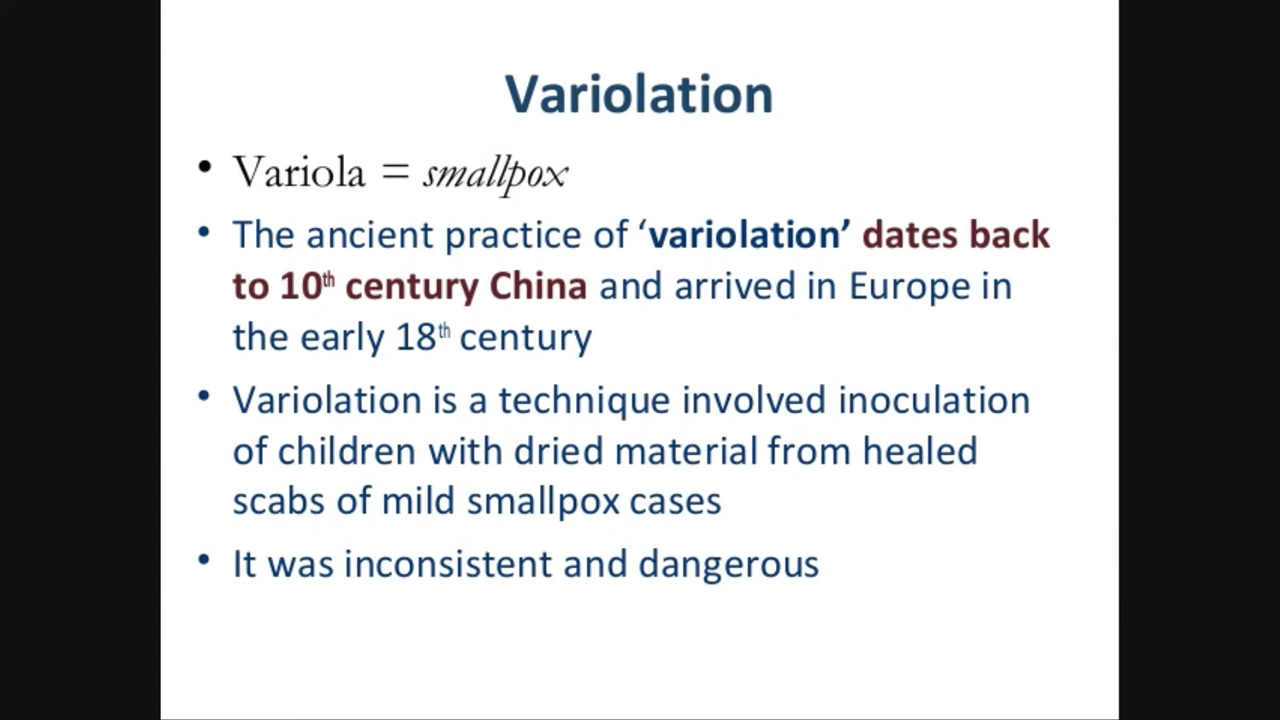 Variolation
• Variola = smallpox
• The ancient practice of ‘variolation’ dates back
to 10th century China and arrived in Europe in
the early 18th century
• Variolation is a technique involved inoculation
of children with dried material from healed
scabs of mild smallpox cases
• It was inconsistent and dangerous